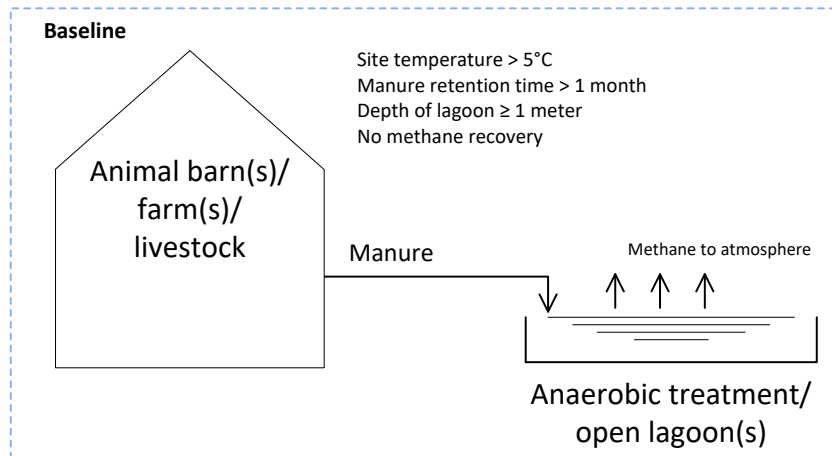 Baseline
Site temperature > 5°C
Manure retention time > 1 month
Depth of lagoon ≥ 1 meter
No methane recovery
Animal barn(s)/
farm(s)/
livestock
Manure
Methane to atmosphere
Anaerobic treatment/
open lagoon(s)